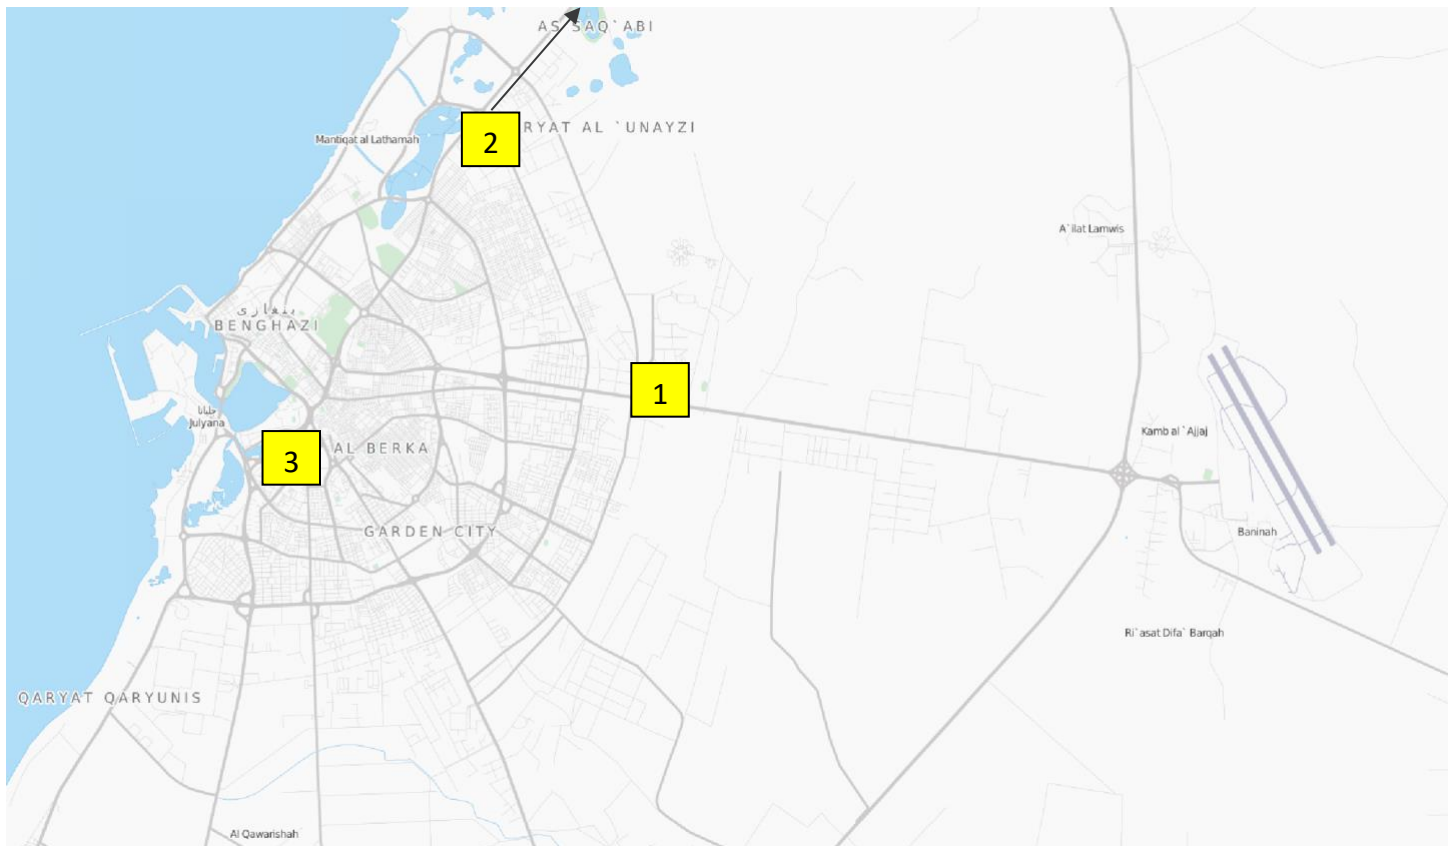 AS SAQ`ABI
2
RYAT AL `UNAYZI
Mantiqat al Lathamah
A`ilat Lamwis
بنغازي
BENGHAZI
1
جليانا
Julyana
Kamb al `Ajjaj
3
AL BERKA
GARDEN CITY
Baninah
Ri`asat Difa` Barqah
QARYAT QARYUNIS
Al Qawarishah